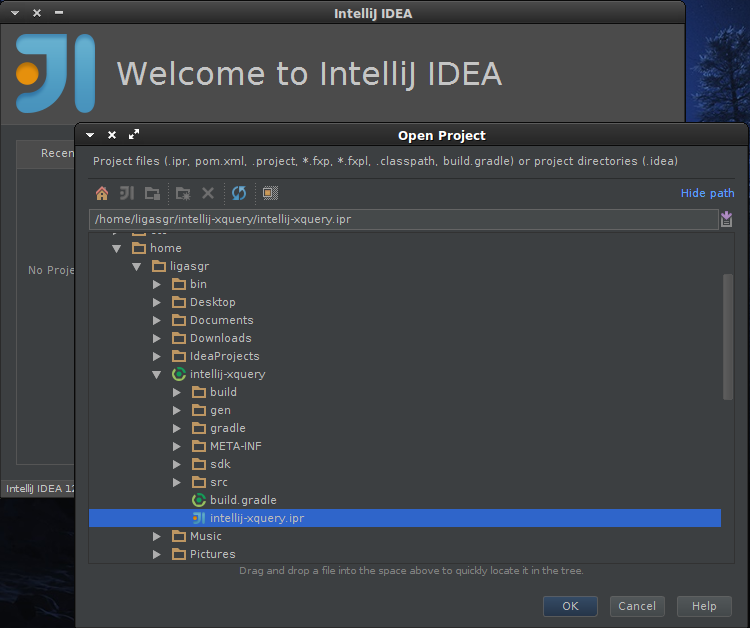 IntelliJ IDEA
Welcome to IntelliJ IDEA
Recen
No Proje
IntelliJ IDEA 12
Open Project
Project files (.ipr, pom.xml, .project, *.fxp, *.fxpl, .classpath, build.gradle) or project directories (.idea)
Hide path
/home/ligasgr/intellij-xquery/intellij-xquery.ipr
home
ligasgr
bin
Desktop
Documents
Downloads
IdeaProjects
intellij-xquery
build
gen
gradle
META-INF
sdk
src
build.gradle
intellij-xquery.ipr
Music
Pictures
Drag and drop a file into the space above to quickly locate it in the tree.
OK
Cancel
Help